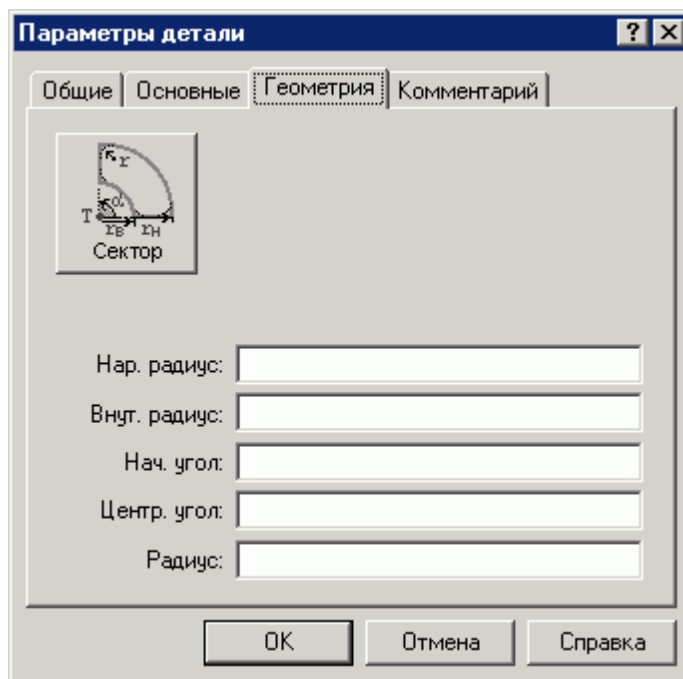 Параметры детали
Общие Основные Геометрия Комментарий
r
α
T rв rн
Сектор
Нар. радиус:
Внут. радиус:
Нач. угол:
Центр. угол:
Радиус:
OK Отмена Справка